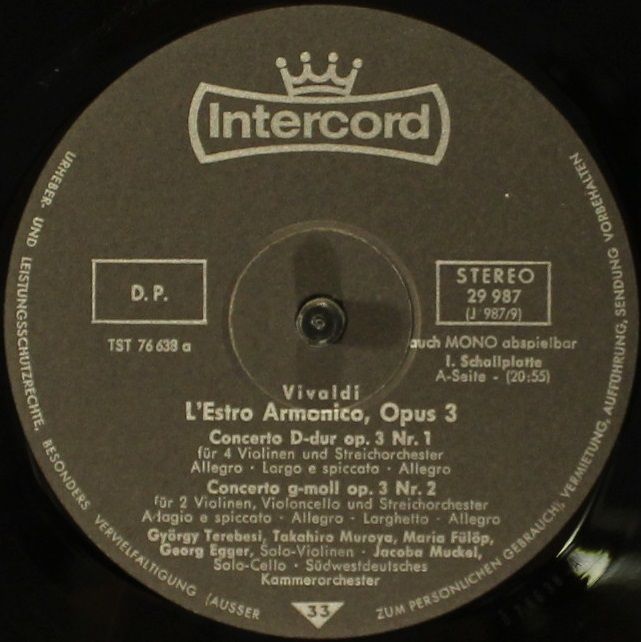 Intercord
D. P.
TST 76 638 a
STEREO
29 987
(J 987/9)
auch MONO abspielbar
I. Schallplatte
A-Seite - (20:55)
Vivaldi
L'Estro Armonico, Opus 3
Concerto D-dur op. 3 Nr. 1
für 4 Violinen und Streichorchester
Allegro · Largo e spiccato · Allegro
Concerto g-moll op. 3 Nr. 2
für 2 Violinen, Violoncello und Streichorchester
Adagio e spiccato · Allegro · Larghetto · Allegro
György Terebesi, Takahiro Muroya, Maria Fülöp,
Georg Egger, Solo-Violinen · Jacoba Muckel,
Solo-Cello · Südwestdeutsches
Kammerorchester
33
URHEBER- UND LEISTUNGSSCHUTZRECHTE, BESONDERS VERVIELFÄLTIGUNG (AUSSER ZUM PERSÖNLICHEN GEBRAUCH), VERMIETUNG, AUFFÜHRUNG, SENDUNG VORBEHALTEN